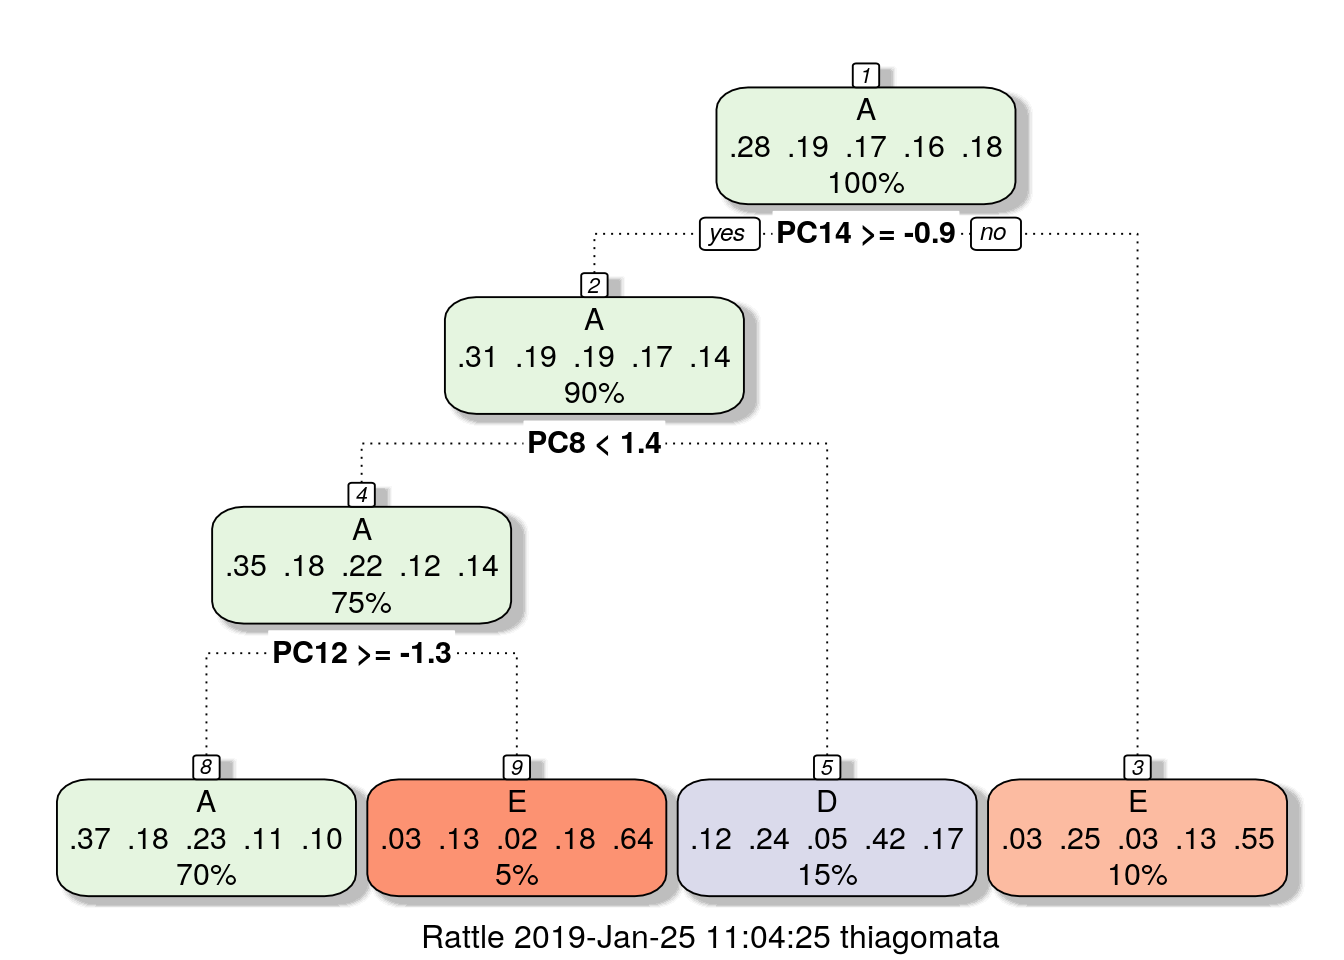 1
A
.28 .19 .17 .16 .18
100%
yes PC14 >= -0.9 no
2
A
.31 .19 .19 .17 .14
90%
PC8 < 1.4
4
A
.35 .18 .22 .12 .14
75%
PC12 >= -1.3
8
A
.37 .18 .23 .11 .10
70%
9
E
.03 .13 .02 .18 .64
5%
5
D
.12 .24 .05 .42 .17
15%
3
E
.03 .25 .03 .13 .55
10%
Rattle 2019-Jan-25 11:04:25 thiagomata